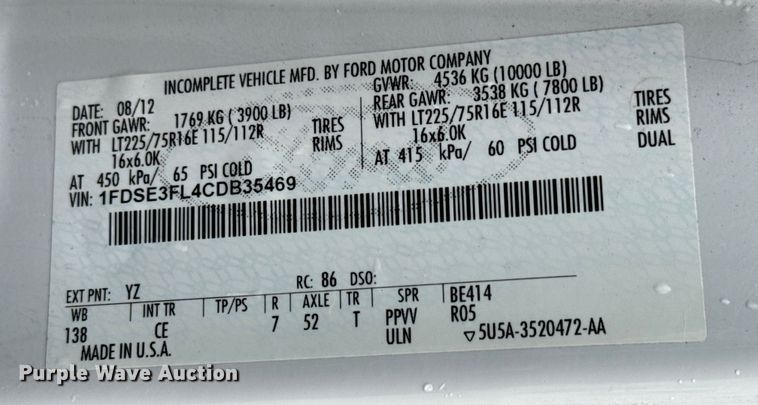 INCOMPLETE VEHICLE MFD. BY FORD MOTOR COMPANY
DATE: 08/12 GVWR: 4536 KG (10000 LB)
FRONT GAWR: 1769 KG ( 3900 LB) REAR GAWR: 3538 KG ( 7800 LB)
WITH LT225/75R16E 115/112R TIRES WITH LT225/75R16E 115/112R TIRES
16x6.0K RIMS 16x6.0K RIMS
AT 450 kPa/ 65 PSI COLD AT 415 kPa/ 60 PSI COLD DUAL
VIN: 1FDSE3FL4CDB35469
EXT PNT: YZ RC: 86 DSO:
WB INT TR TP/PS R AXLE TR SPR BE414
138 CE 7 52 T PPVV R05
ULN
MADE IN U.S.A. ▽5U5A-3520472-AA
Purple Wave Auction